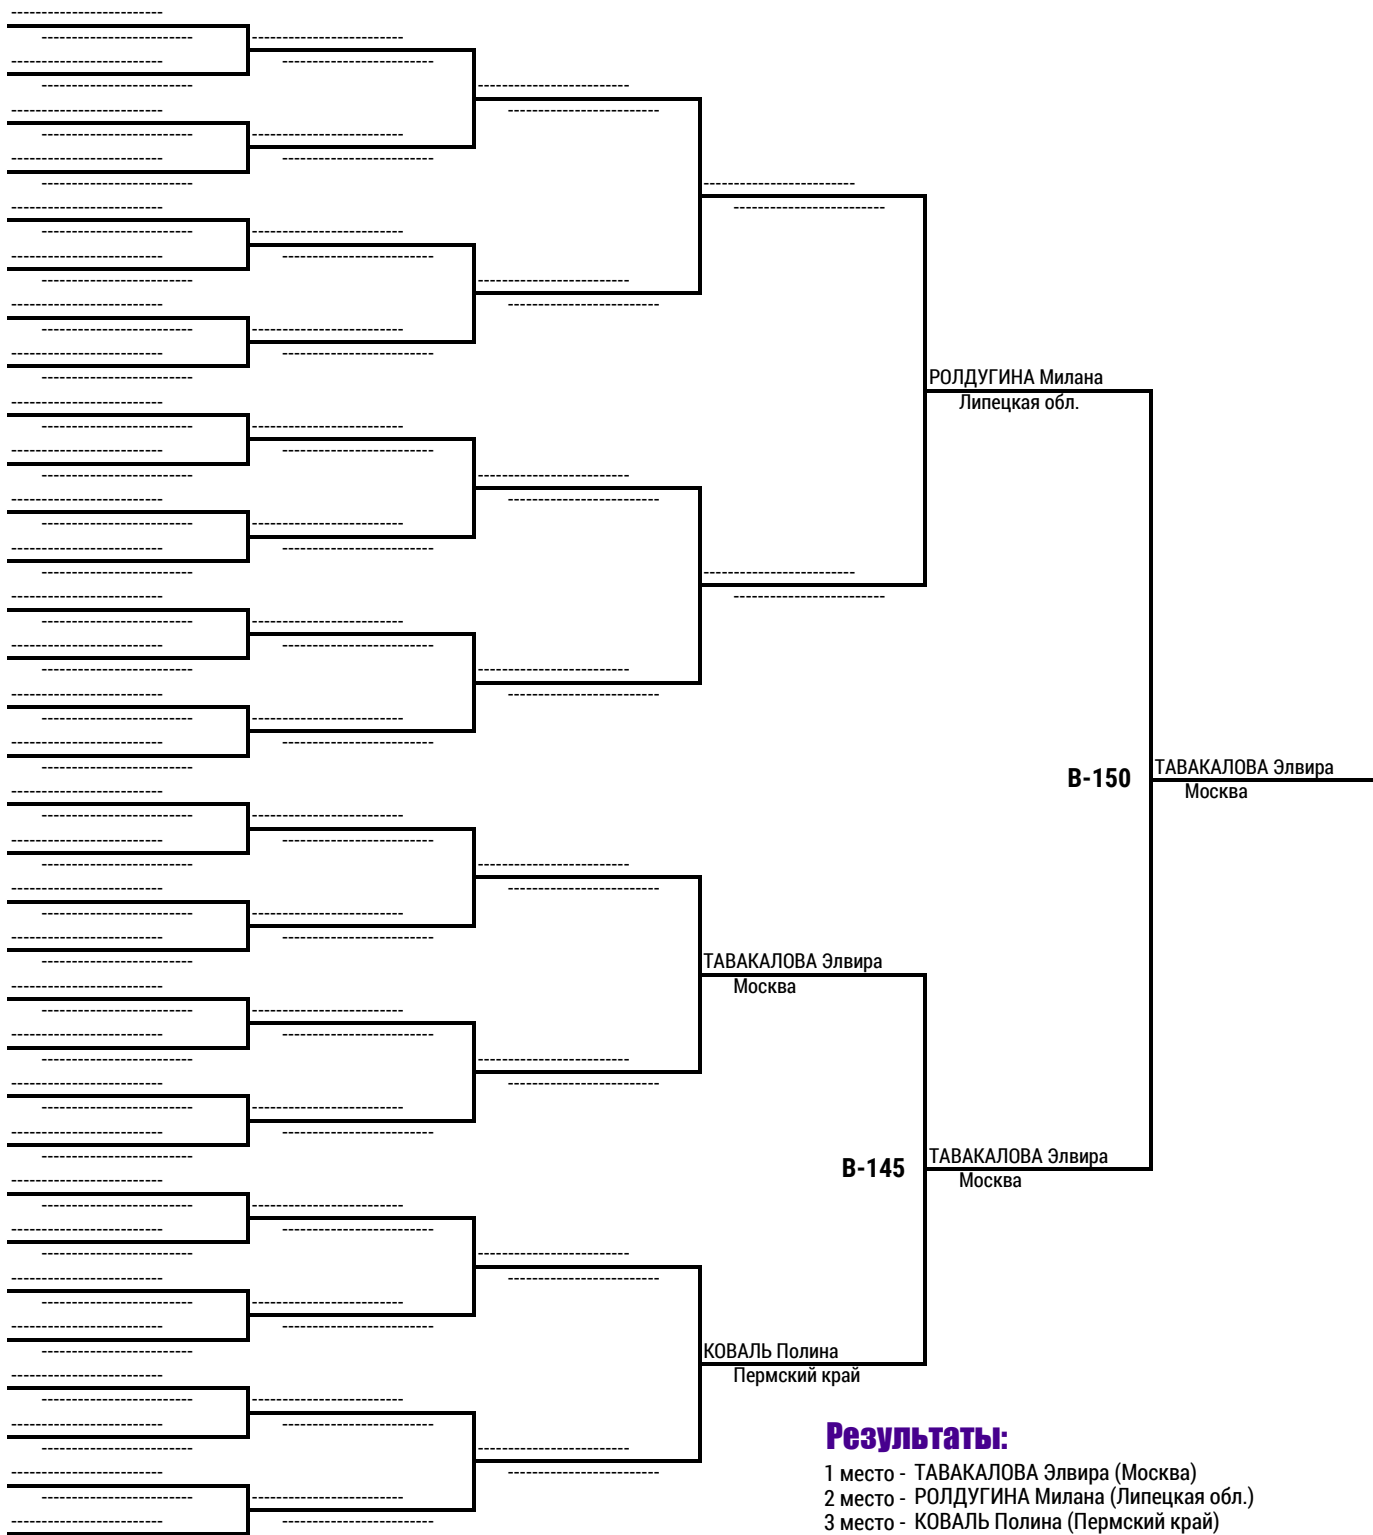 РОЛДУГИНА Милана
Липецкая обл.
B-150
ТАВАКАЛОВА Элвира
Москва
ТАВАКАЛОВА Элвира
Москва
B-145
ТАВАКАЛОВА Элвира
Москва
КОВАЛЬ Полина
Пермский край
Результаты:
1 место - ТАВАКАЛОВА Элвира (Москва)
2 место - РОЛДУГИНА Милана (Липецкая обл.)
3 место - КОВАЛЬ Полина (Пермский край)